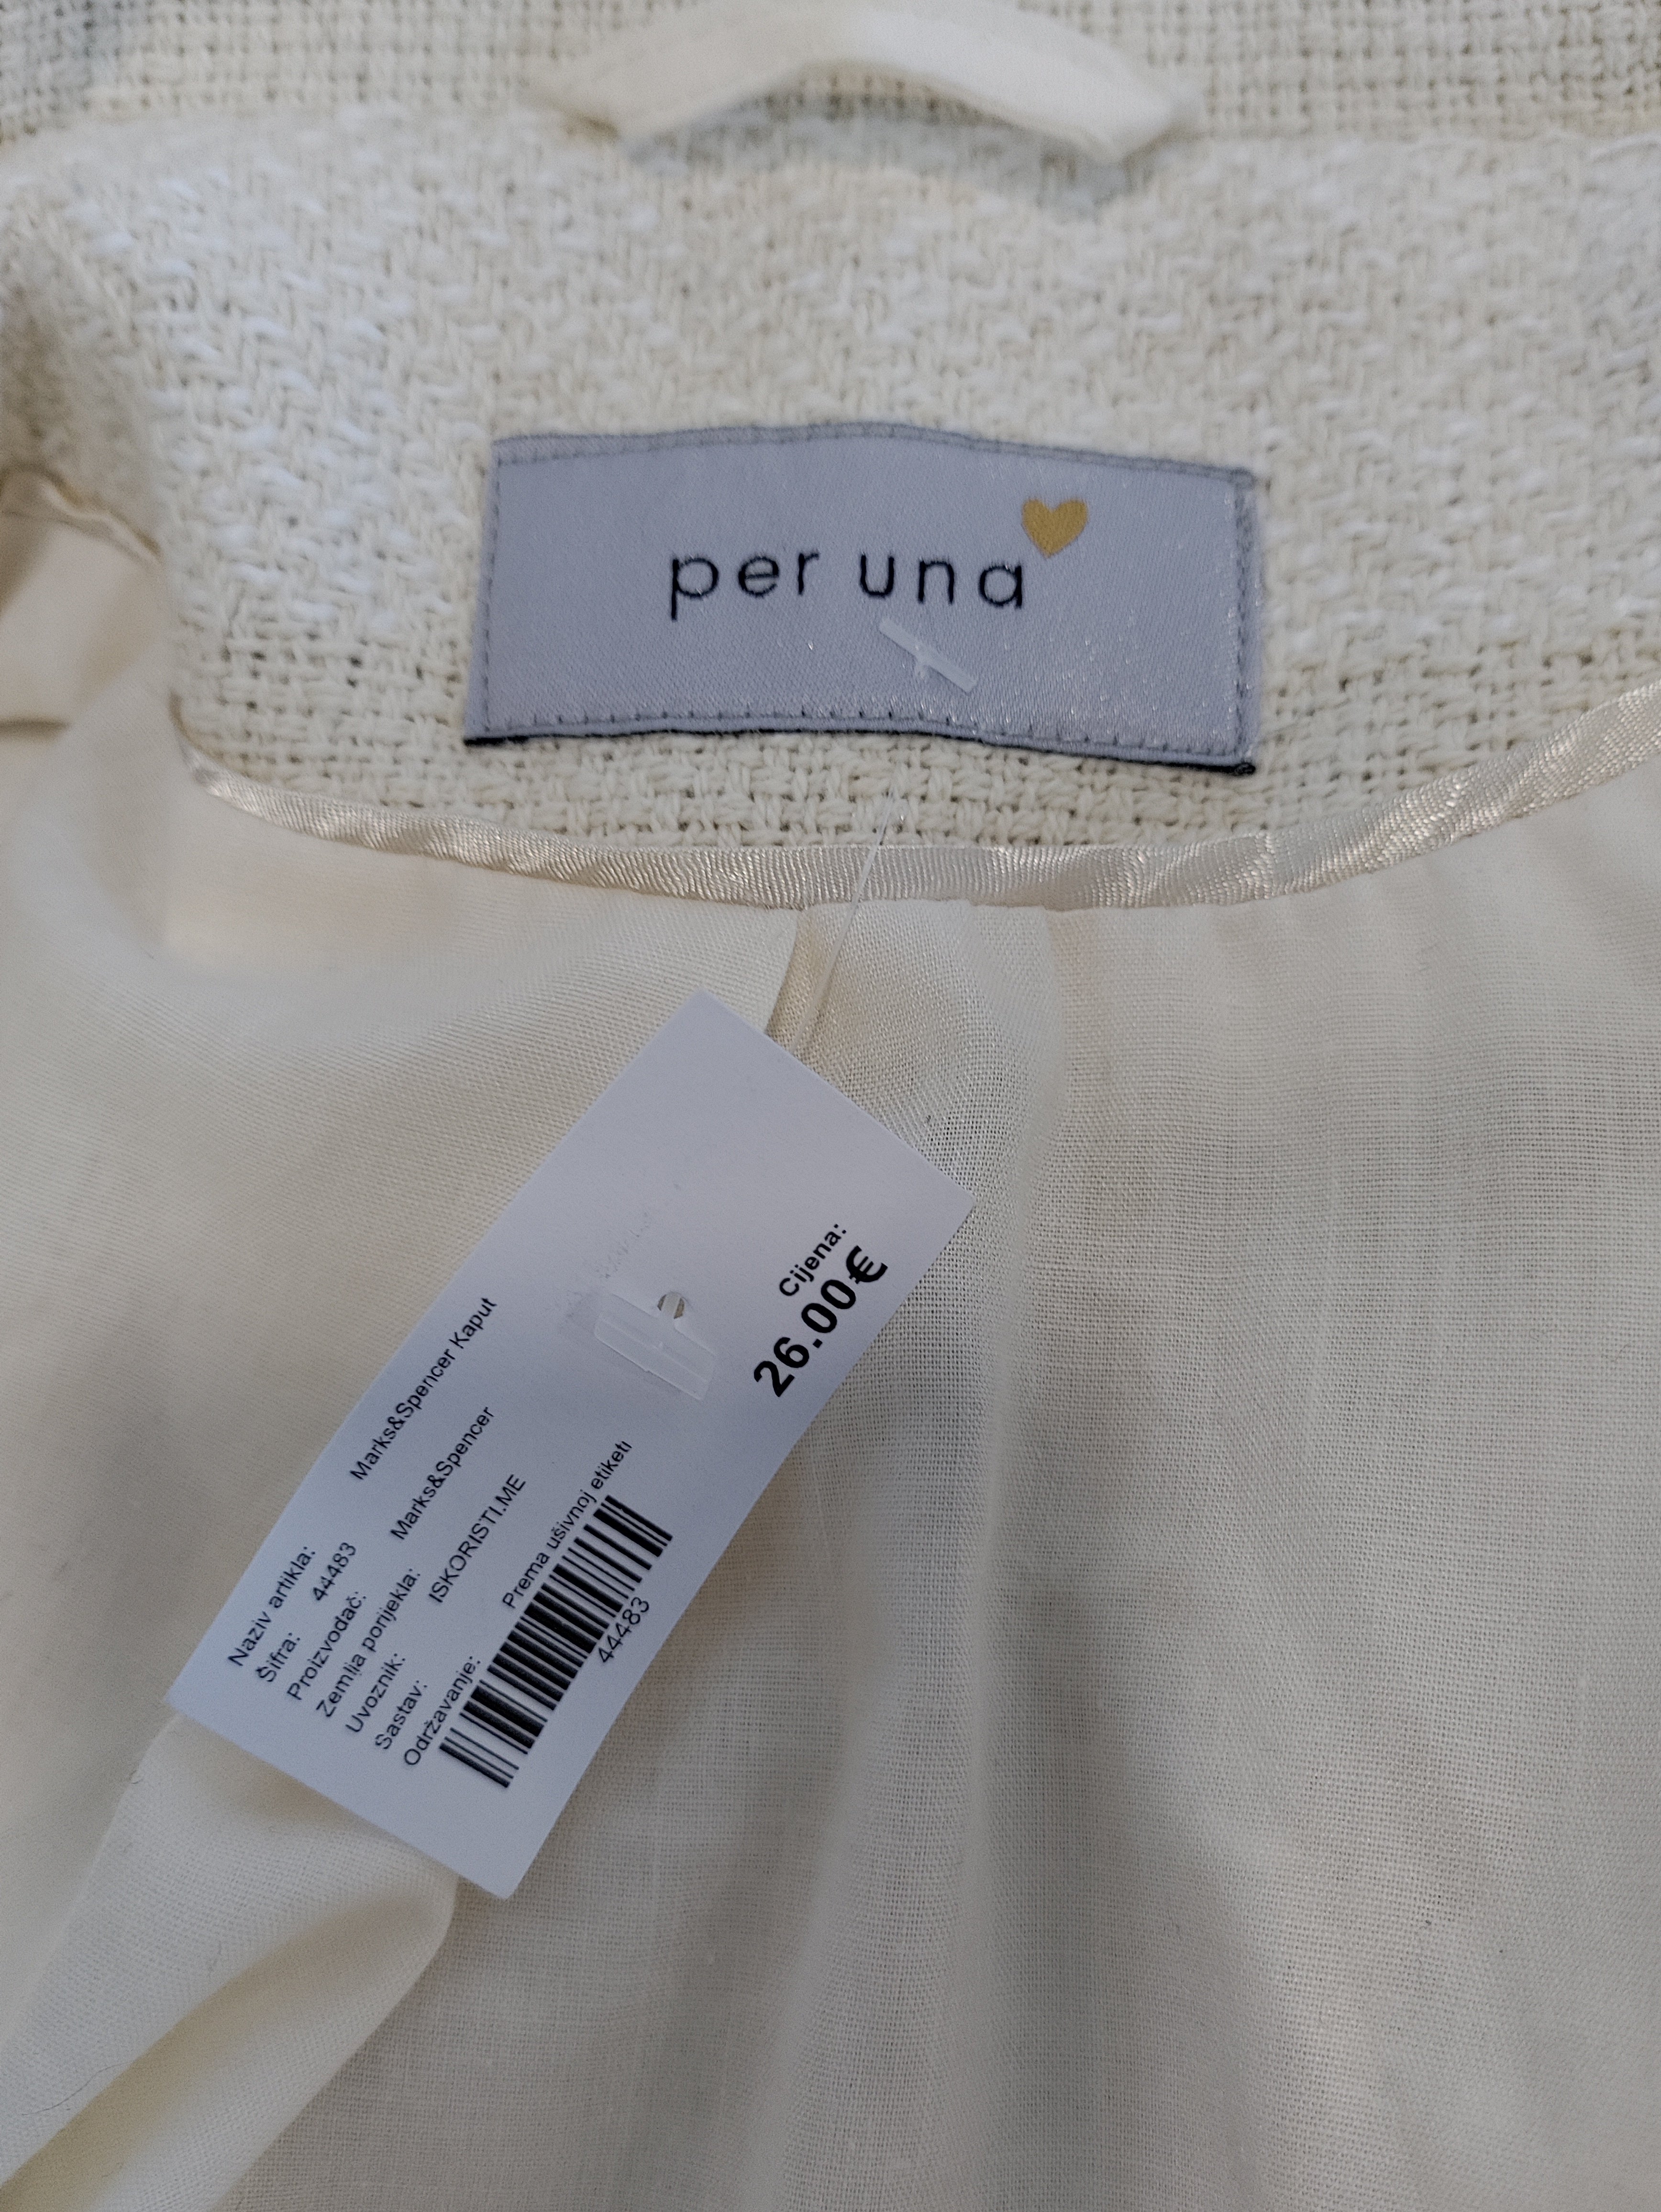 per una
Naziv artikla: Marks&Spencer Kaput
Šifra: 44483
Proizvođač: Marks&Spencer
Zemlja porijekla:
Uvoznik: ISKORISTI.ME
Sastav:
Održavanje: Prema ušivnoj etiketi
44483
Cijena:
26.00€